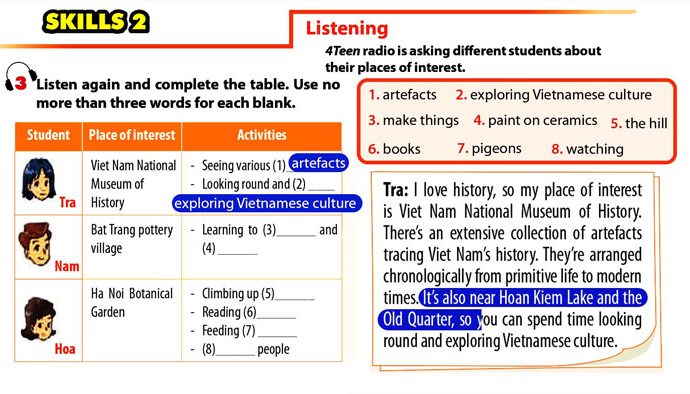 SKILLS 2
Listening
4Teen radio is asking different students about
their places of interest.
3 Listen again and complete the table. Use no
more than three words for each blank.
1. artefacts 2. exploring Vietnamese culture
3. make things 4. paint on ceramics 5. the hill
6. books 7. pigeons 8. watching
Student Place of interest Activities
Tra
Viet Nam National
Museum of
History
- Seeing various (1) artefacts
- Looking round and (2) ____
exploring Vietnamese culture
Nam
Bat Trang pottery
village
- Learning to (3)______ and
(4) ______
Hoa
Ha Noi Botanical
Garden
- Climbing up (5)______
- Reading (6)______
- Feeding (7) ______
- (8)______ people
Tra: I love history, so my place of interest
is Viet Nam National Museum of History.
There's an extensive collection of artefacts
tracing Viet Nam's history. They're arranged
chronologically from primitive life to modern
times. It's also near Hoan Kiem Lake and the
Old Quarter, so you can spend time looking
round and exploring Vietnamese culture.